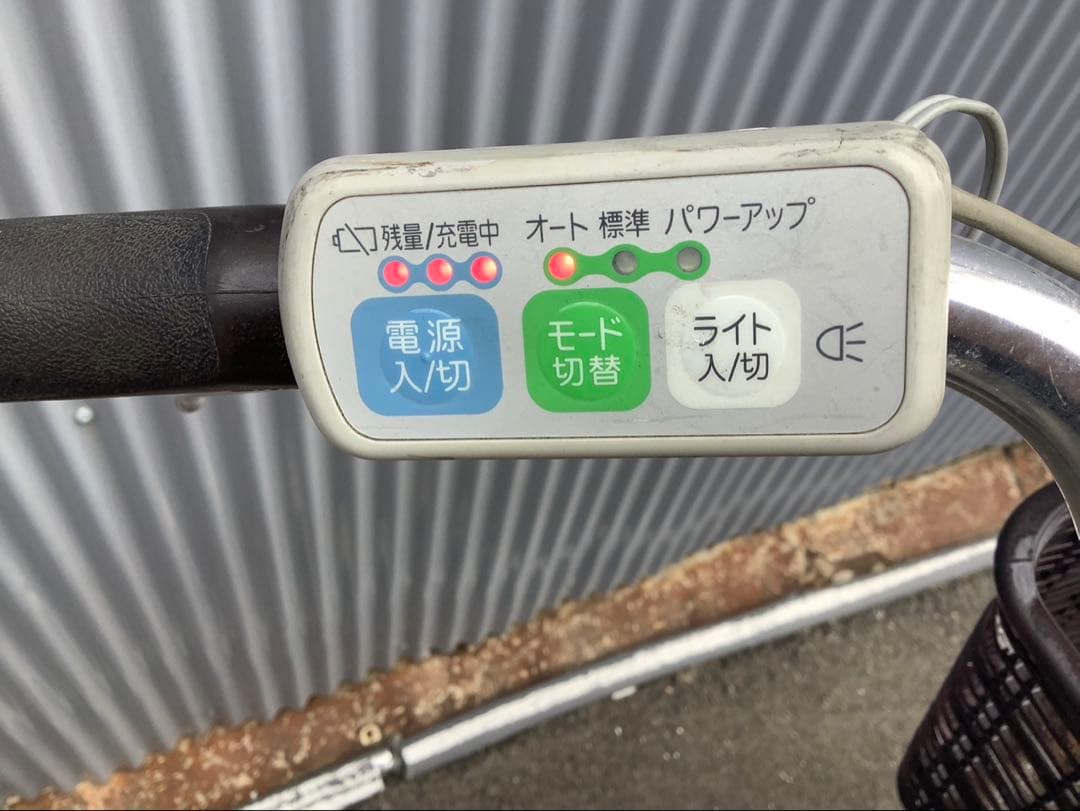 残量/充電中 オート 標準 パワーアップ
電源 モード ライト
入/切 切替 入/切